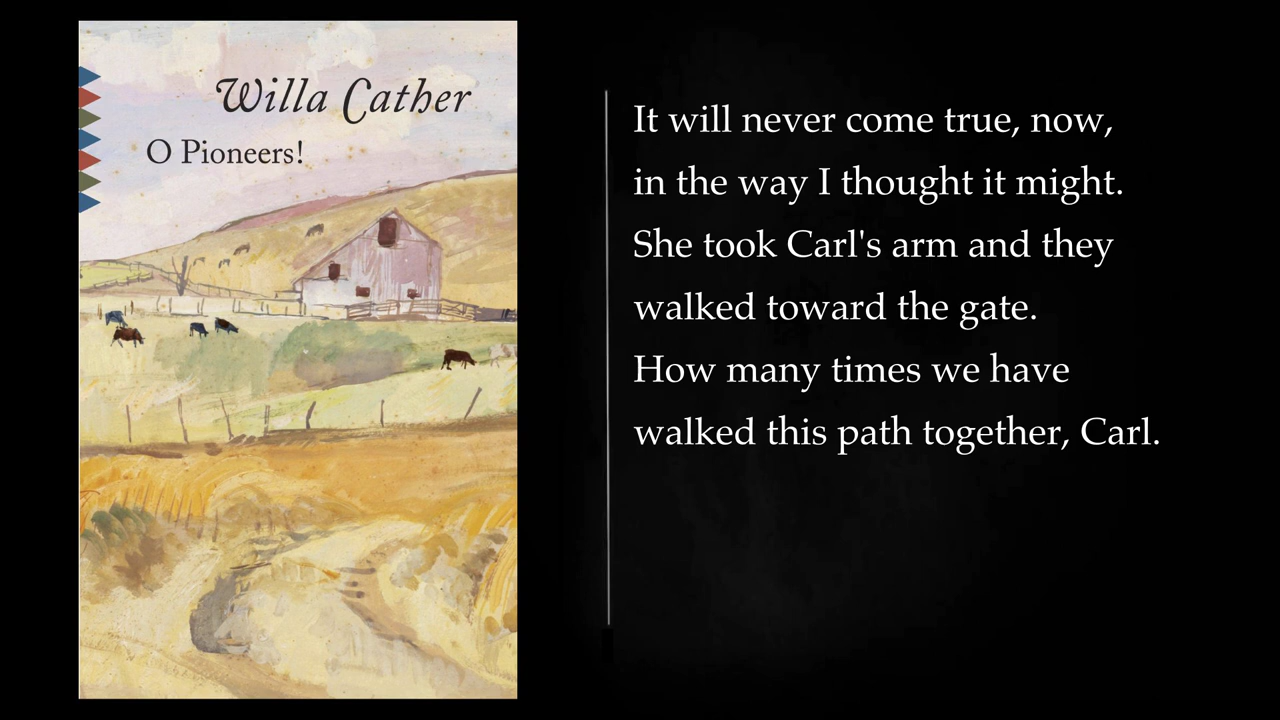 Willa Cather
O Pioneers!
It will never come true, now,
in the way I thought it might.
She took Carl's arm and they
walked toward the gate.
How many times we have
walked this path together, Carl.